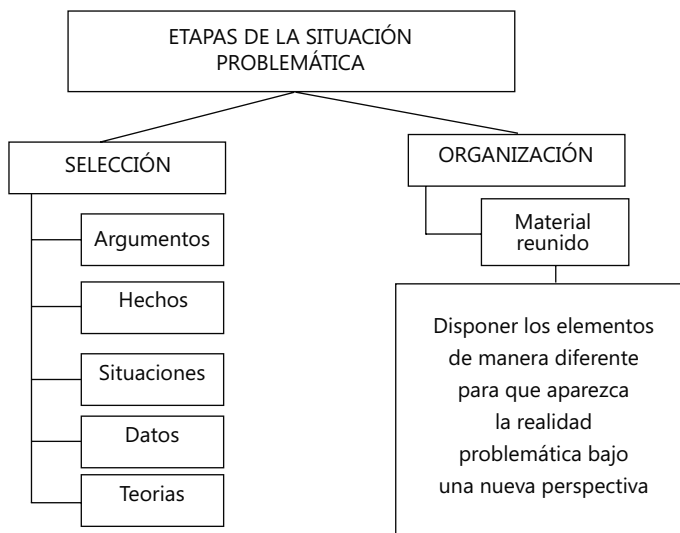 ETAPAS DE LA SITUACIÓN
PROBLEMÁTICA
SELECCIÓN
Argumentos
Hechos
Situaciones
Datos
Teorias
ORGANIZACIÓN
Material
reunido
Disponer los elementos
de manera diferente
para que aparezca
la realidad
problemática bajo
una nueva perspectiva